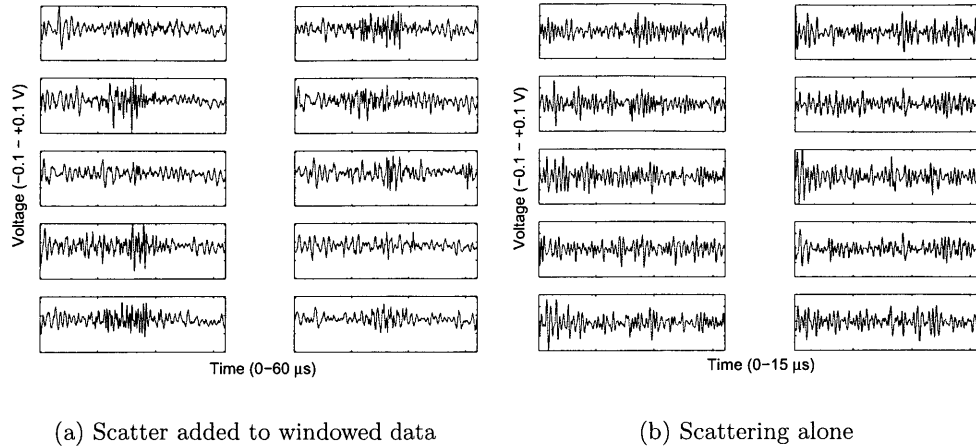 Voltage (−0.1 − +0.1 V)
Time (0−60 μs)
(a) Scatter added to windowed data
Voltage (−0.1 − +0.1 V)
Time (0−15 μs)
(b) Scattering alone